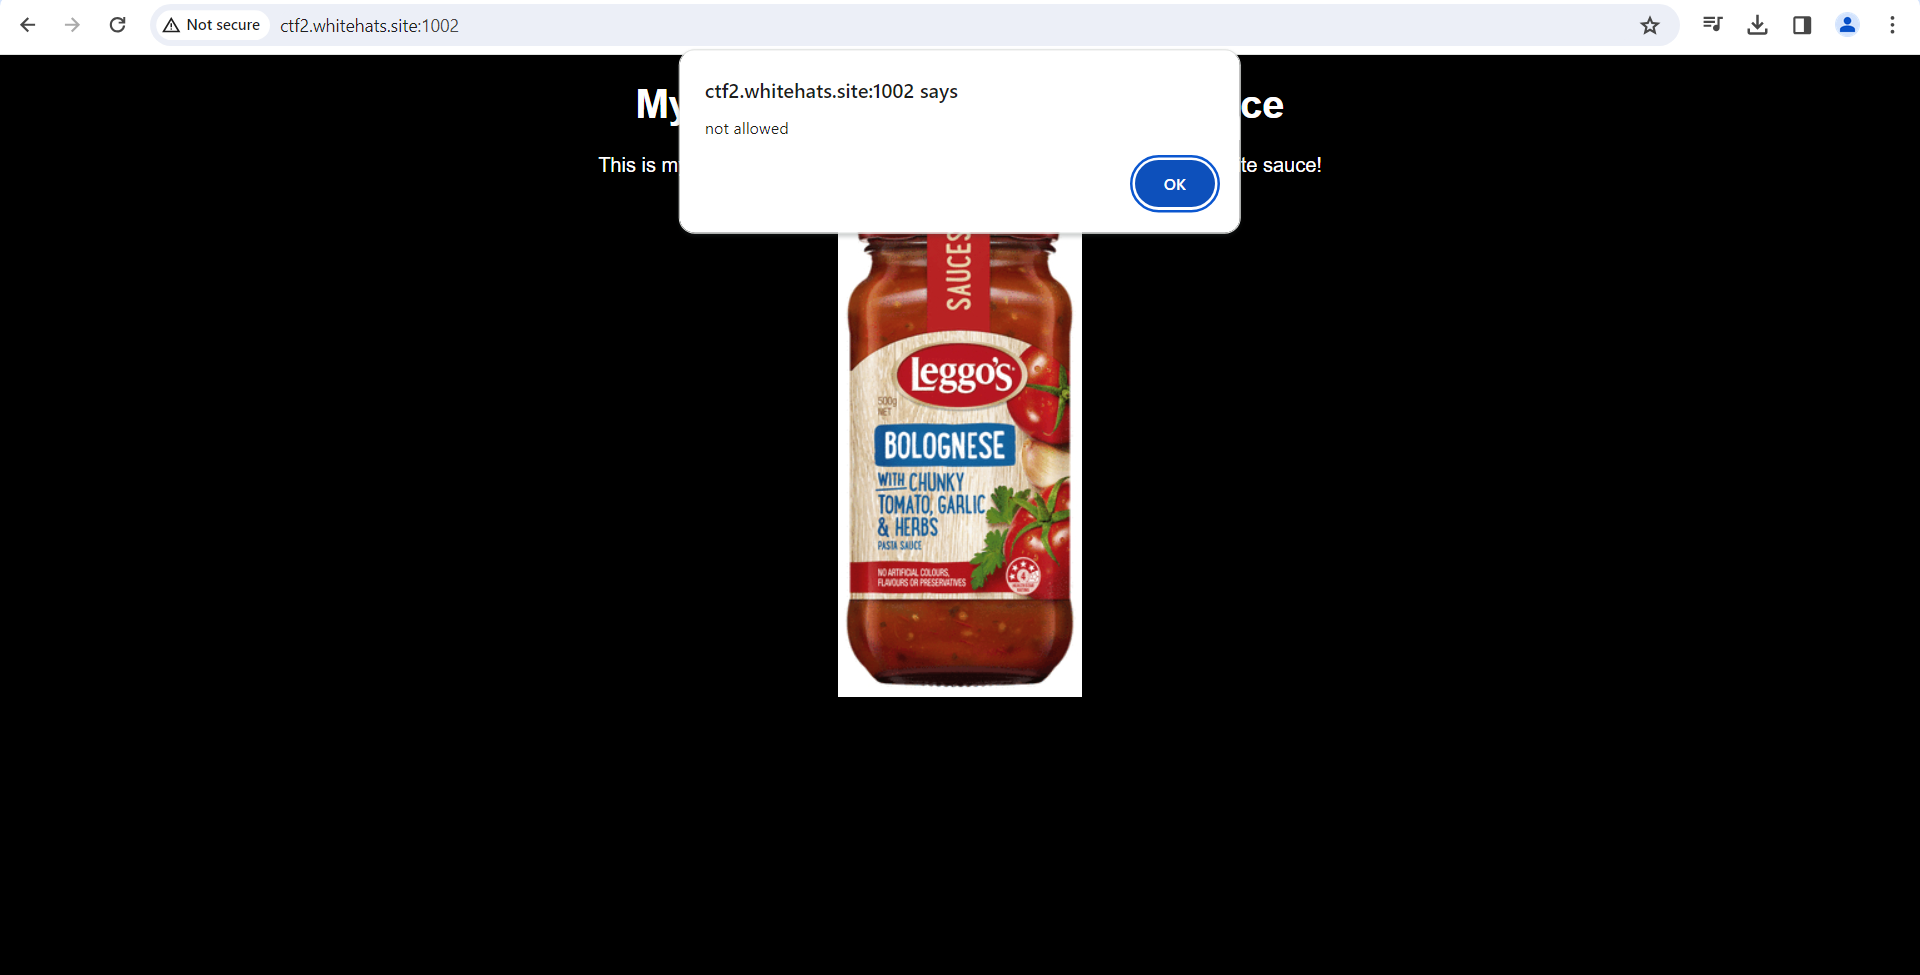 Not secure
ctf2.whitehats.site:1002
ctf2.whitehats.site:1002 says
not allowed
OK
My ce
This is m te sauce!
SAUCES
Leggo's
500g
NET
BOLOGNESE
WITH CHUNKY
TOMATO, GARLIC
& HERBS
PASTA SAUCE
NO ARTIFICIAL COLOURS,
FLAVOURS OR PRESERVATIVES
4